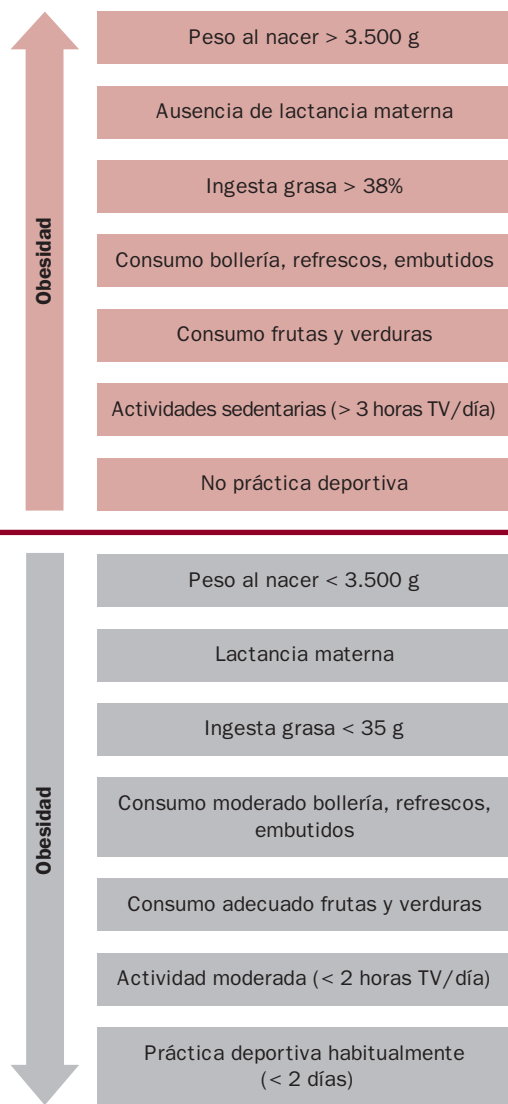 Obesidad
Peso al nacer > 3.500 g
Ausencia de lactancia materna
Ingesta grasa > 38%
Consumo bollería, refrescos, embutidos
Consumo frutas y verduras
Actividades sedentarias (> 3 horas TV/día)
No práctica deportiva
Obesidad
Peso al nacer < 3.500 g
Lactancia materna
Ingesta grasa < 35 g
Consumo moderado bollería, refrescos,
embutidos
Consumo adecuado frutas y verduras
Actividad moderada (< 2 horas TV/día)
Práctica deportiva habitualmente
(< 2 días)